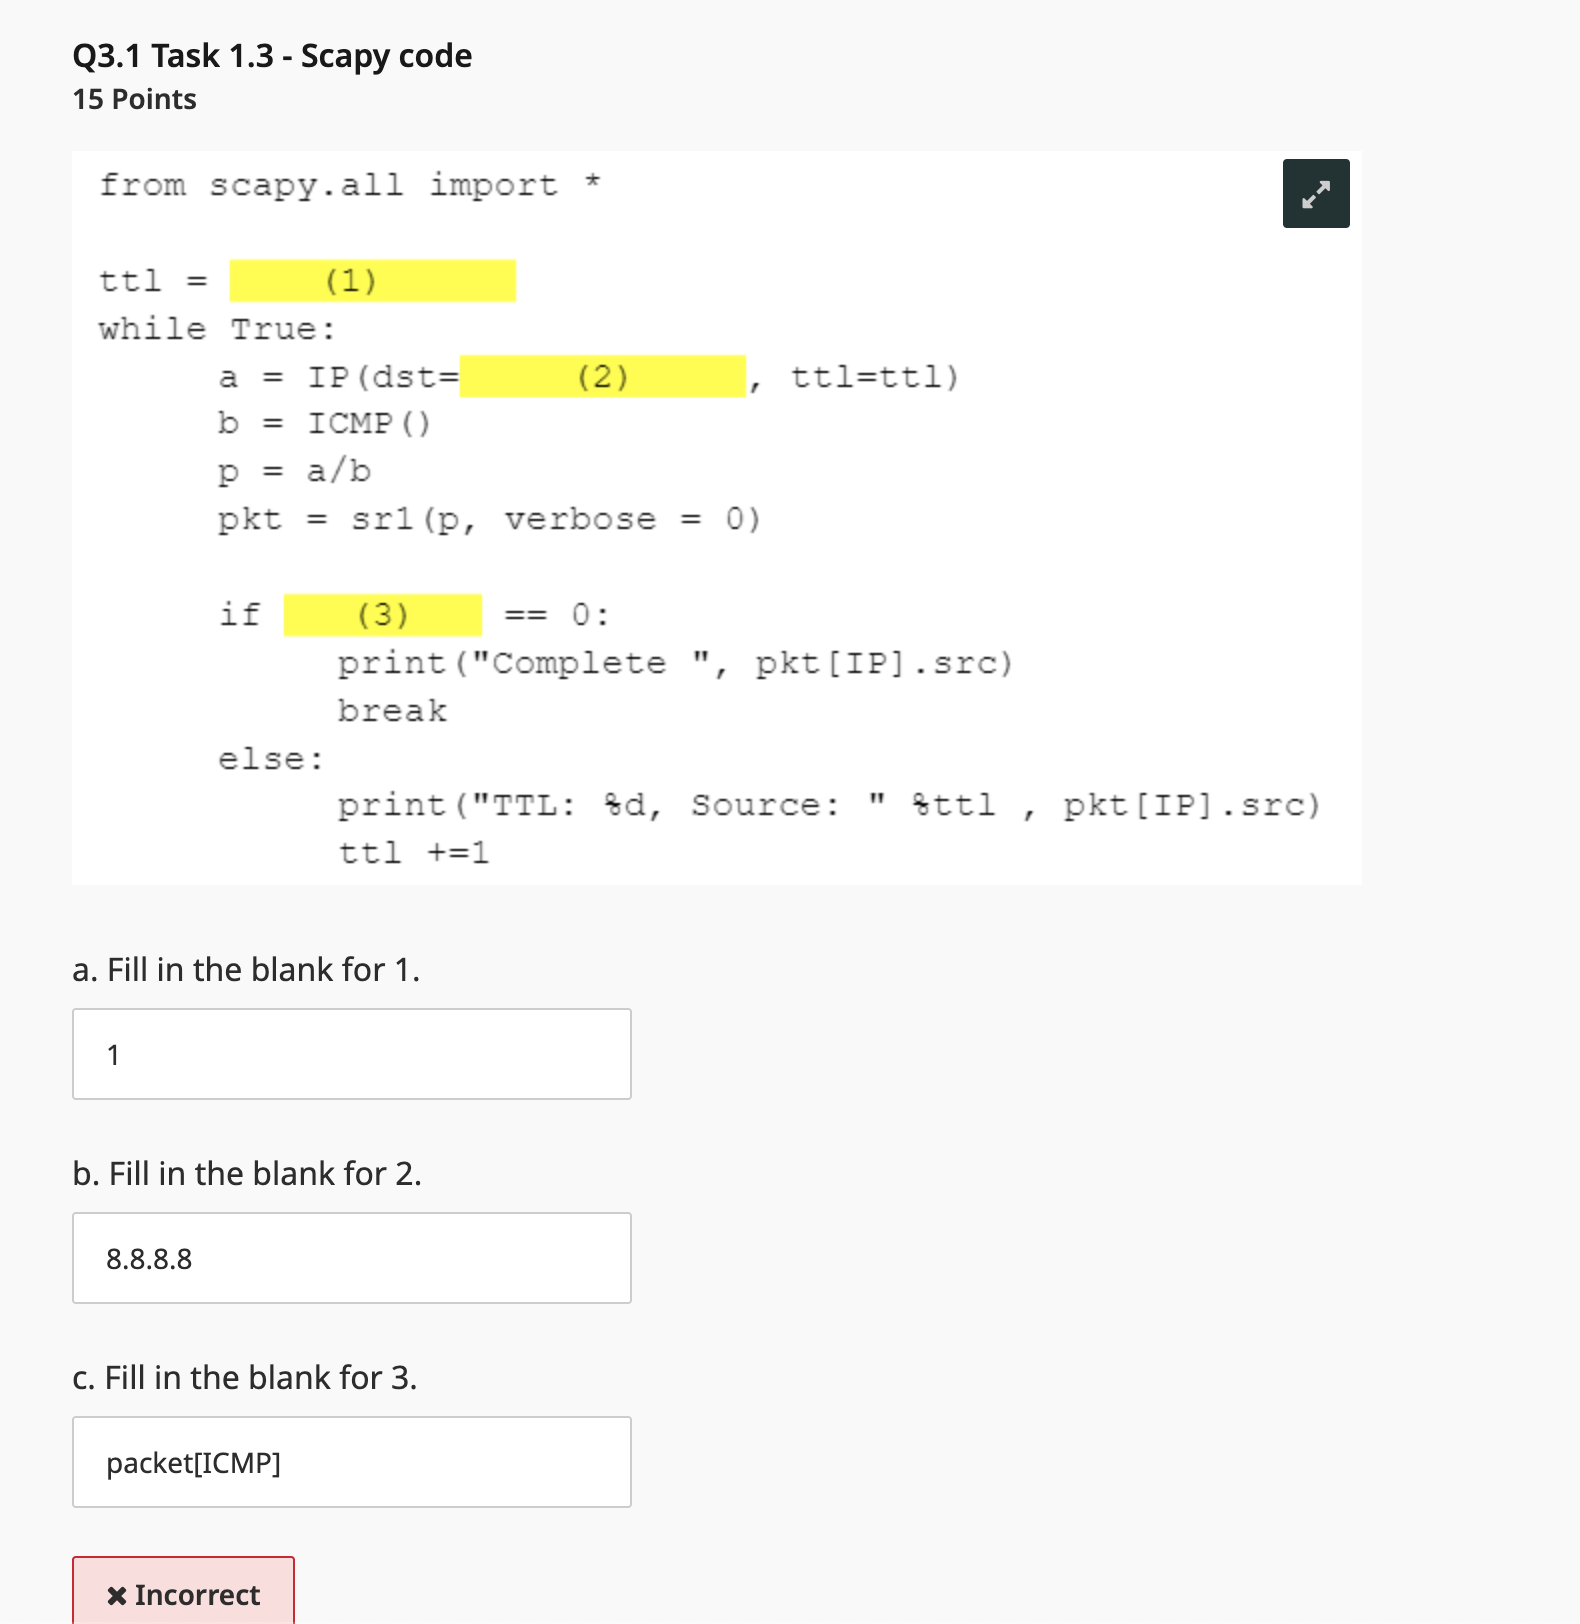 Q3.1 Task 1.3 - Scapy code
15 Points
from scapy.all import *
ttl = (1)
while True:
a = IP(dst= (2) , ttl=ttl)
b = ICMP()
p = a/b
pkt = sr1(p, verbose = 0)
if (3) == 0:
print("Complete ", pkt[IP].src)
break
else:
print("TTL: %d, Source: " %ttl , pkt[IP].src)
ttl +=1
a. Fill in the blank for 1.
1
b. Fill in the blank for 2.
8.8.8.8
c. Fill in the blank for 3.
packet[ICMP]
✖ Incorrect